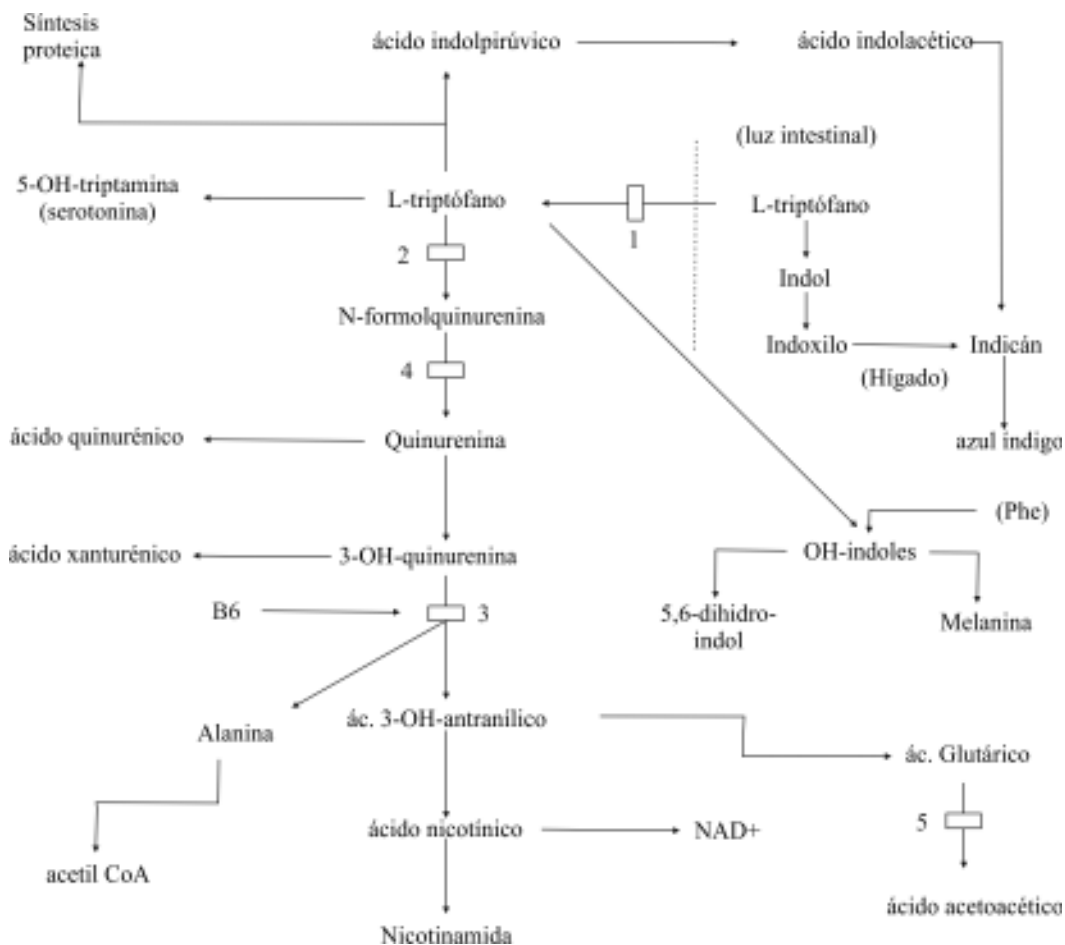 Síntesis
proteica
ácido indolpirúvico
ácido indolacético
(luz intestinal)
5-OH-triptamina
(serotonina)
L-triptófano
L-triptófano
1
2
Indol
N-formolquinurenina
Indoxilo
Indicán
(Hígado)
4
ácido quinurénico
Quinurenina
azul índigo
(Phe)
ácido xanturénico
3-OH-quinurenina
OH-indoles
B6
3
5,6-dihidro-
indol
Melanina
Alanina
ác. 3-OH-antranílico
ác. Glutárico
5
ácido nicotínico
NAD+
acetil CoA
ácido acetoacético
Nicotinamida